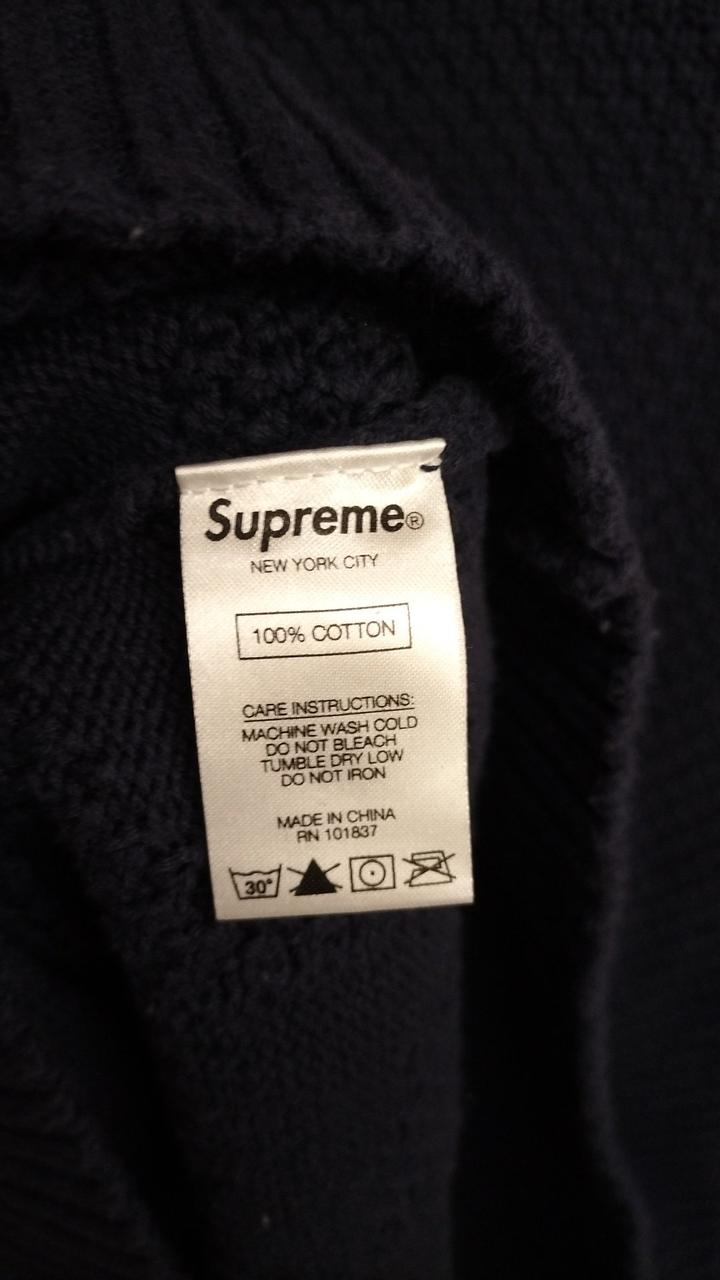 Supreme®
NEW YORK CITY
100% COTTON
CARE INSTRUCTIONS:
MACHINE WASH COLD
DO NOT BLEACH
TUMBLE DRY LOW
DO NOT IRON
MADE IN CHINA
RN 101837
30°